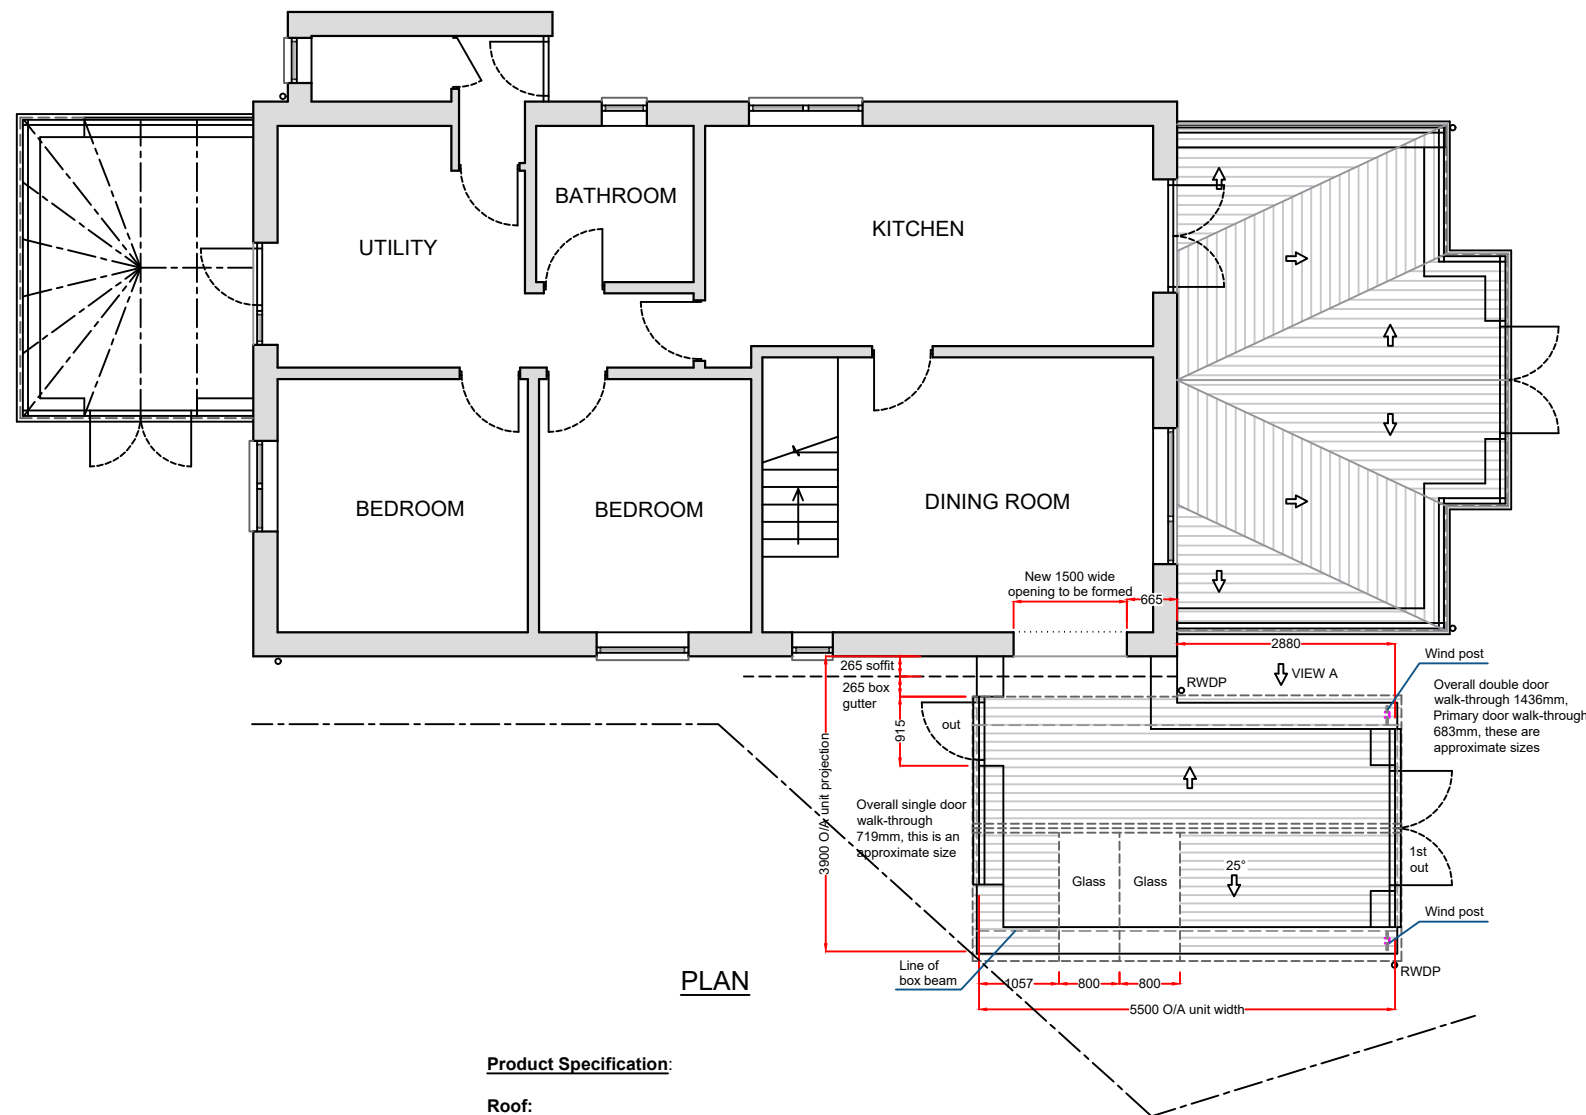 BATHROOM
KITCHEN
UTILITY
BEDROOM
BEDROOM
DINING ROOM
New 1500 wide
opening to be formed
665
2880
265 soffit
265 box
gutter
915
3900 O/A unit projection
RWDP
VIEW A
Wind post
Overall double door
walk-through 1436mm,
Primary door walk-through
683mm, these are
approximate sizes
out
Overall single door
walk-through
719mm, this is an
approximate size
Glass
Glass
25°
1st
out
Wind post
Line of
box beam
RWDP
1057
800
800
5500 O/A unit width
PLAN
Product Specification:
Roof: